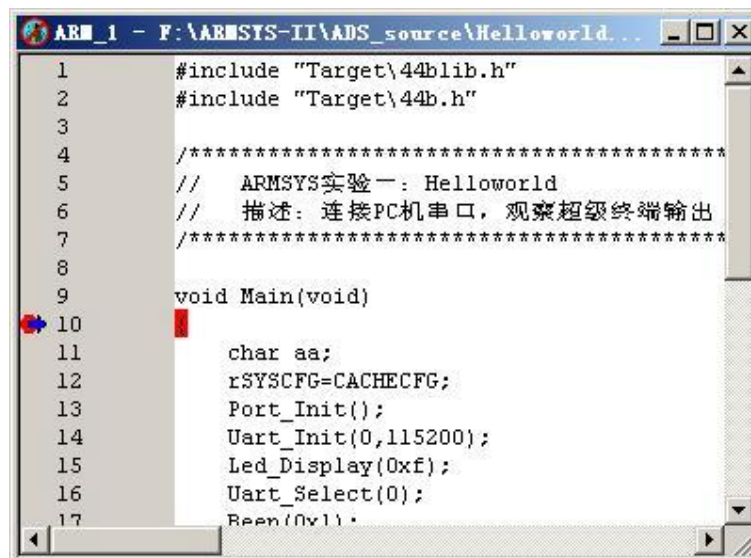 ARM_1 - F:\ARMSYS-II\ADS_source\Helloworld...
1 #include "Target\44blib.h"
2 #include "Target\44b.h"
3
4 /*****************************************
5 //   ARMSYS实验一：Helloworld
6 //   描述：连接PC机串口，观察超级终端输出
7 /*****************************************
8
9 void Main(void)
10 {
11     char aa;
12     rSYSCFG=CACHECFG;
13     Port_Init();
14     Uart_Init(0,115200);
15     Led_Display(0xf);
16     Uart_Select(0);
17     Beep(0x1);